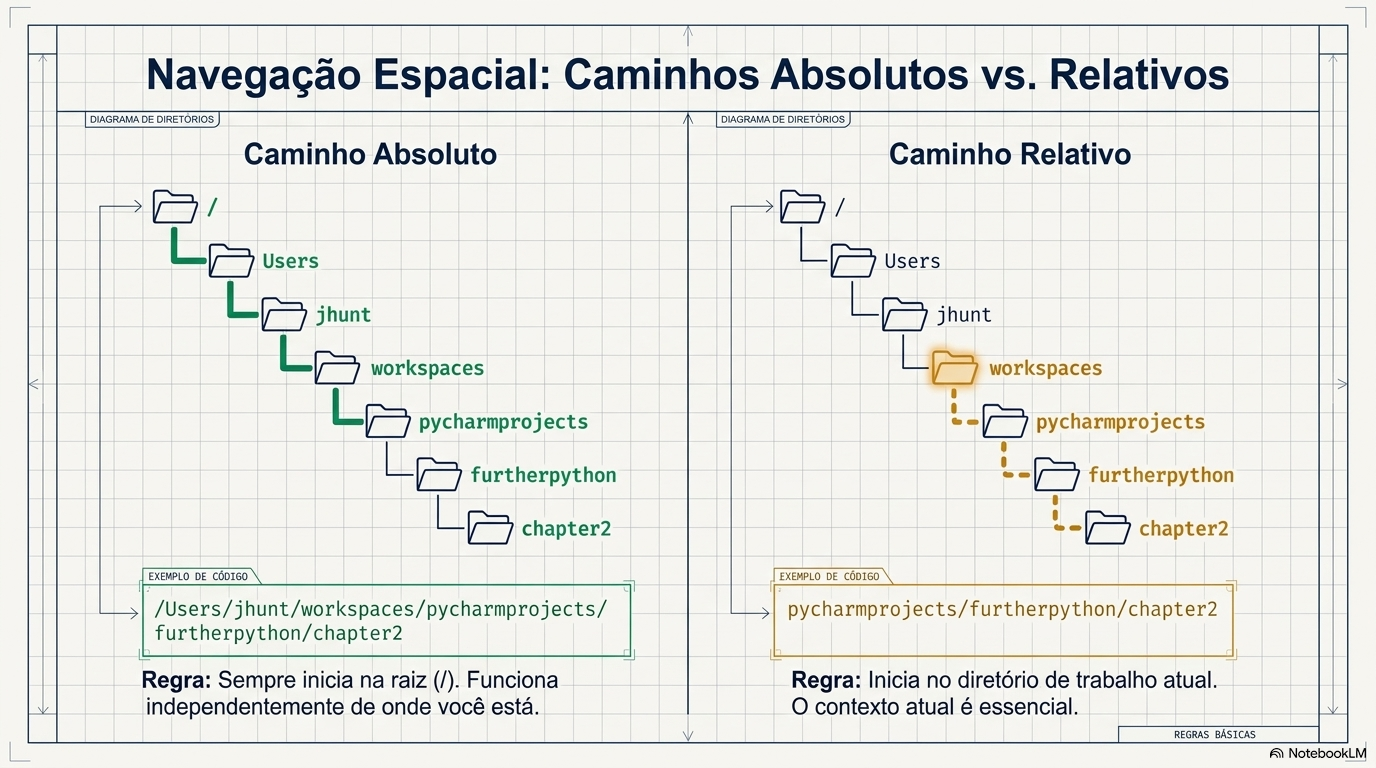 Navegação Espacial: Caminhos Absolutos vs. Relativos
DIAGRAMA DE DIRETÓRIOS
Caminho Absoluto
/
Users
jhunt
workspaces
pycharmprojects
furtherpython
chapter2
EXEMPLO DE CÓDIGO
/Users/jhunt/workspaces/pycharmprojects/
furtherpython/chapter2
Regra: Sempre inicia na raiz (/). Funciona
independentemente de onde você está.
DIAGRAMA DE DIRETÓRIOS
Caminho Relativo
/
Users
jhunt
workspaces
pycharmprojects
furtherpython
chapter2
EXEMPLO DE CÓDIGO
pycharmprojects/furtherpython/chapter2
Regra: Inicia no diretório de trabalho atual.
O contexto atual é essencial.
REGRAS BÁSICAS
NotebookLM